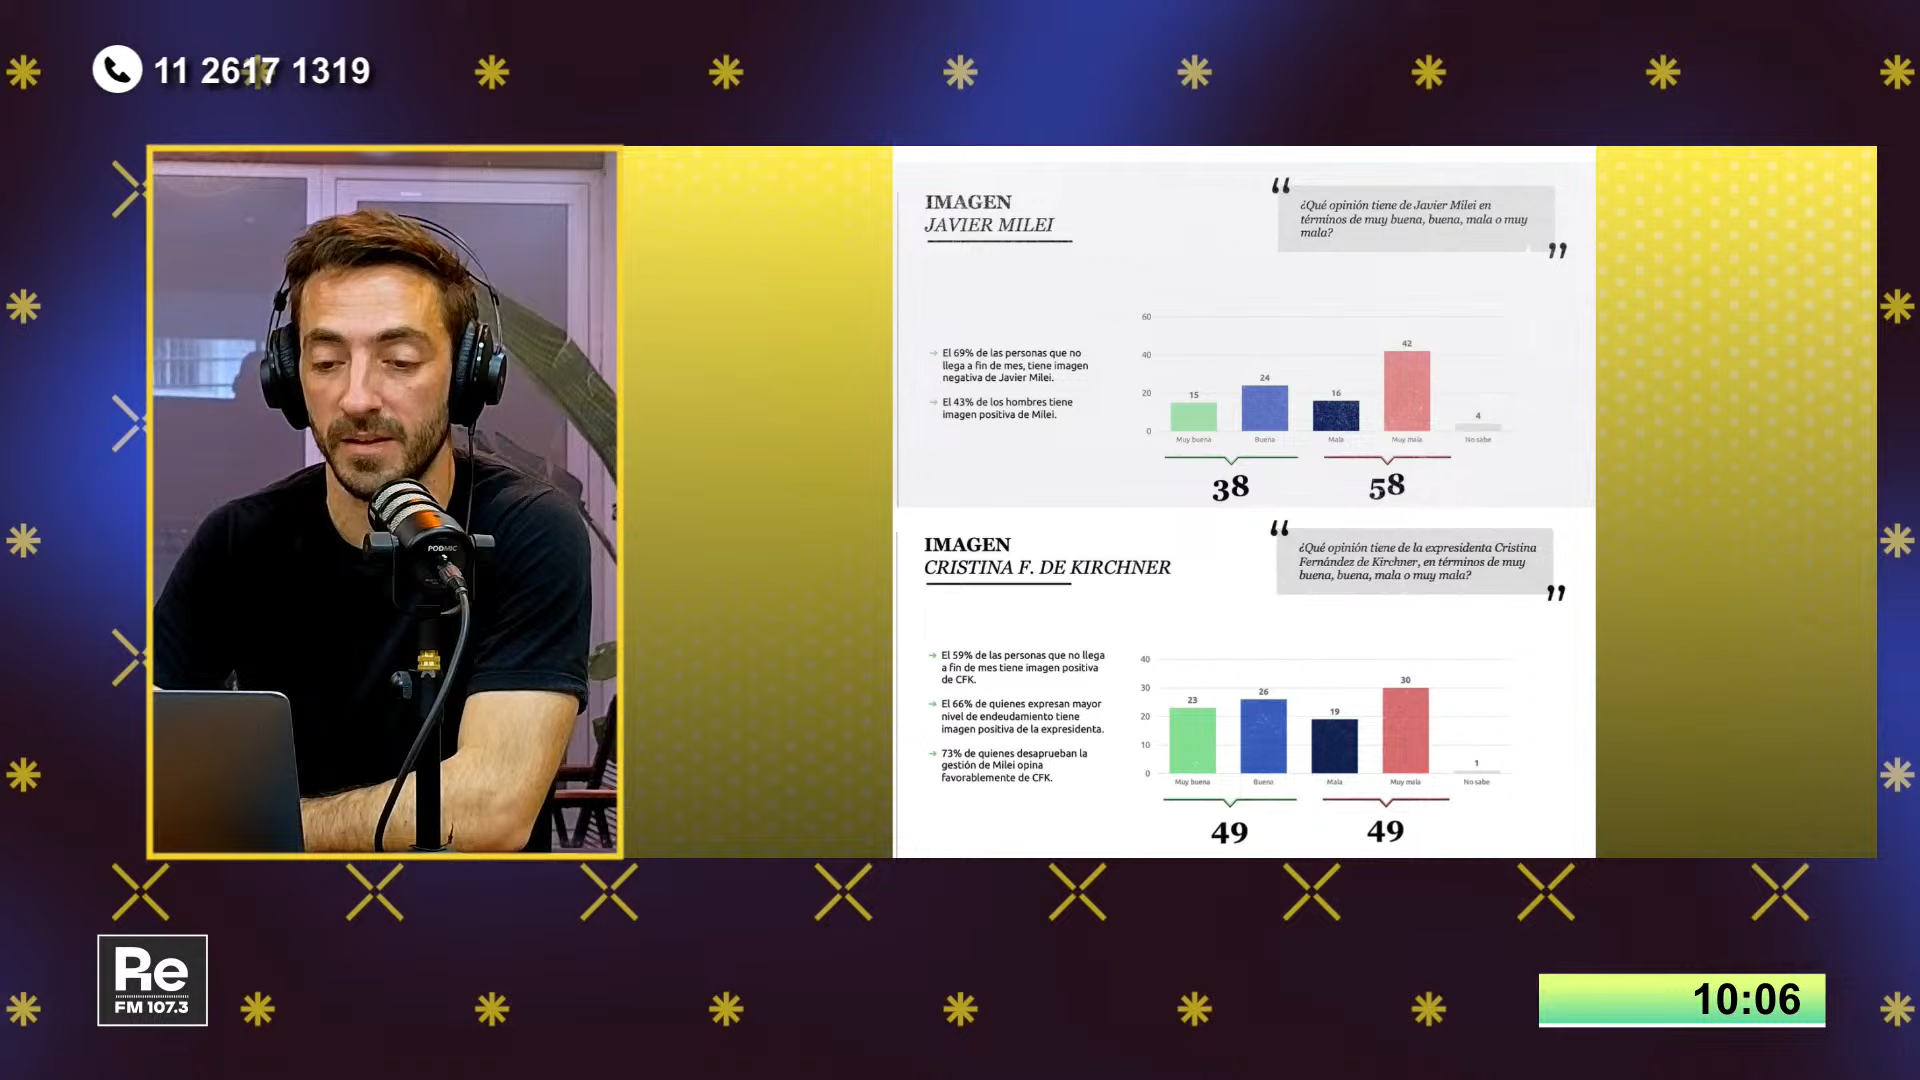 11 2617 1319
IMAGEN
JAVIER MILEI
“
¿Qué opinión tiene de Javier Milei en
términos de muy buena, buena, mala o muy
mala?
”
→ El 69% de las personas que no
llega a fin de mes, tiene imagen
negativa de Javier Milei.
→ El 43% de los hombres tiene
imagen positiva de Milei.
60
40
20
0
15
24
16
42
4
Muy buena
Buena
Mala
Muy mala
No sabe
38
58
IMAGEN
CRISTINA F. DE KIRCHNER
“
¿Qué opinión tiene de la expresidenta Cristina
Fernández de Kirchner, en términos de muy
buena, buena, mala o muy mala?
”
→ El 59% de las personas que no llega
a fin de mes tiene imagen positiva
de CFK.
→ El 66% de quienes expresan mayor
nivel de endeudamiento tiene
imagen positiva de la expresidenta.
→ 73% de quienes desaprueban la
gestión de Milei opina
favorablemente de CFK.
40
30
20
10
0
23
26
19
30
1
Muy buena
Buena
Mala
Muy mala
No sabe
49
49
PODMIC
Re
FM 107.3
10:06